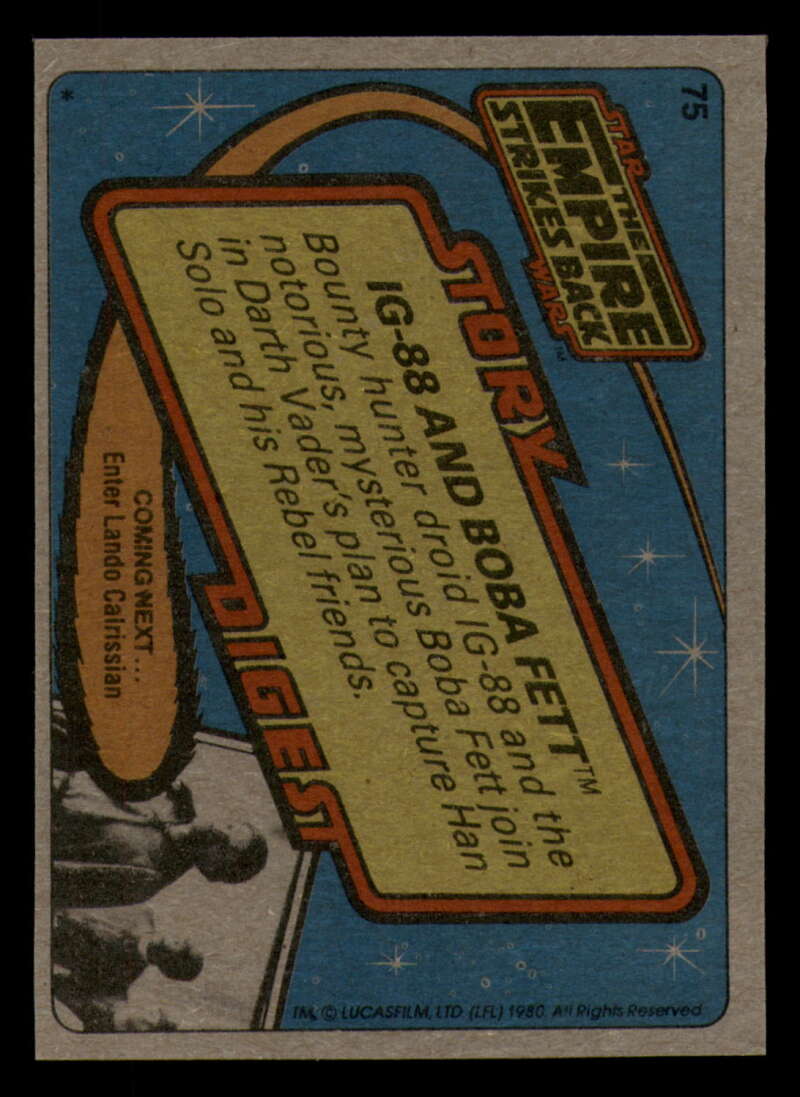 75
STAR
THE
EMPIRE
STRIKES BACK
WARS™
STORY
IG-88 AND BOBA FETT™
Bounty hunter droid IG-88 and the
notorious, mysterious Boba Fett join
in Darth Vader's plan to capture Han
Solo and his Rebel friends.
DIGEST
COMING NEXT...
Enter Lando Calrissian
*
TM, © LUCASFILM, LTD (LFL) 1980. All Rights Reserved